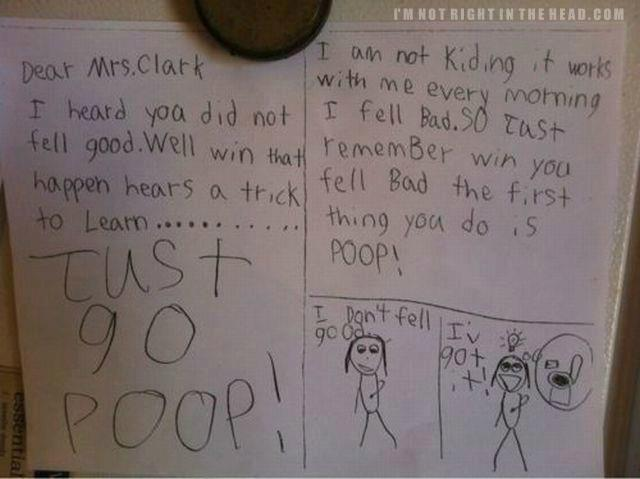 I'M NOT RIGHT IN THE HEAD.COM
Dear Mrs.Clark
I heard yoa did not
fell good.Well win that
happen hears a trick
to Learn...........
JUST
GO
POOP!
I am not Kiding it works
with me every morning
I fell Bad.SO JUST
rememBer win you
fell Bad the first
thing you do is
POOP!
I Don't fell
good.
I'v
got
it!
essential